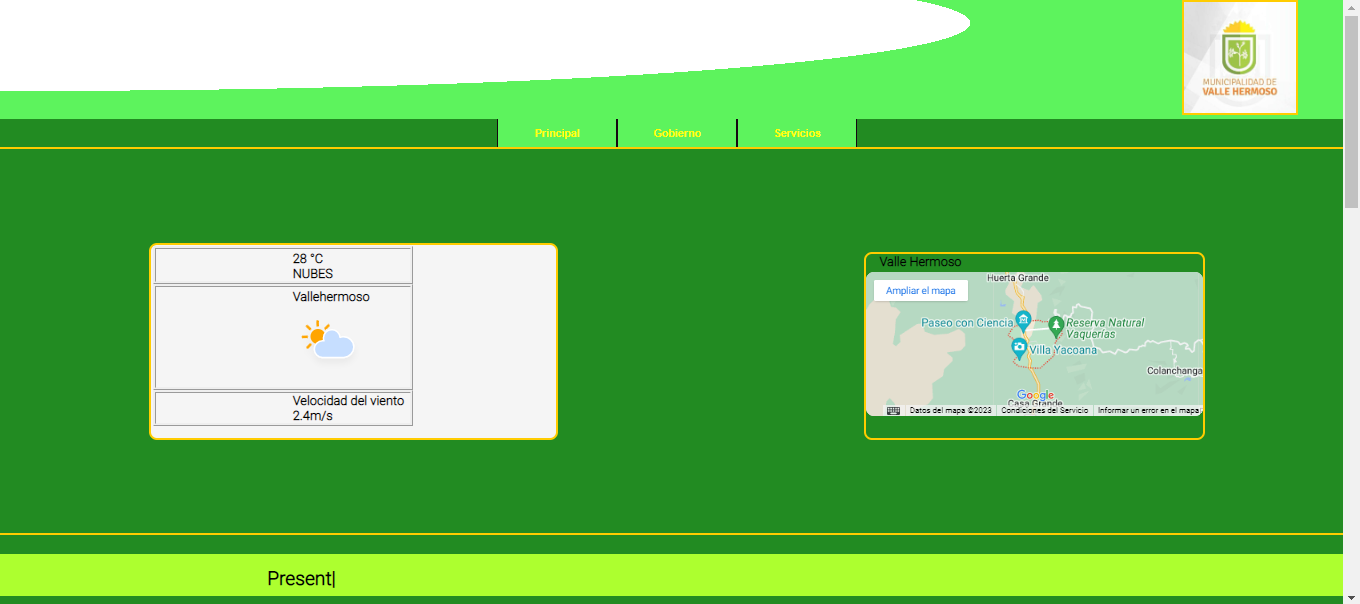 MUNICIPALIDAD DE
VALLE HERMOSO
Principal
Gobierno
Servicios
28 °C
NUBES
Vallehermoso
Velocidad del viento
2.4m/s
Valle Hermoso
Huerta Grande
Ampliar el mapa
Paseo con Ciencia
Reserva Natural
Vaquerías
Villa Yacoana
Colanchanga
Google
Casa Grande
Datos del mapa ©2023
Condiciones del Servicio
Informar un error en el mapa
Present|